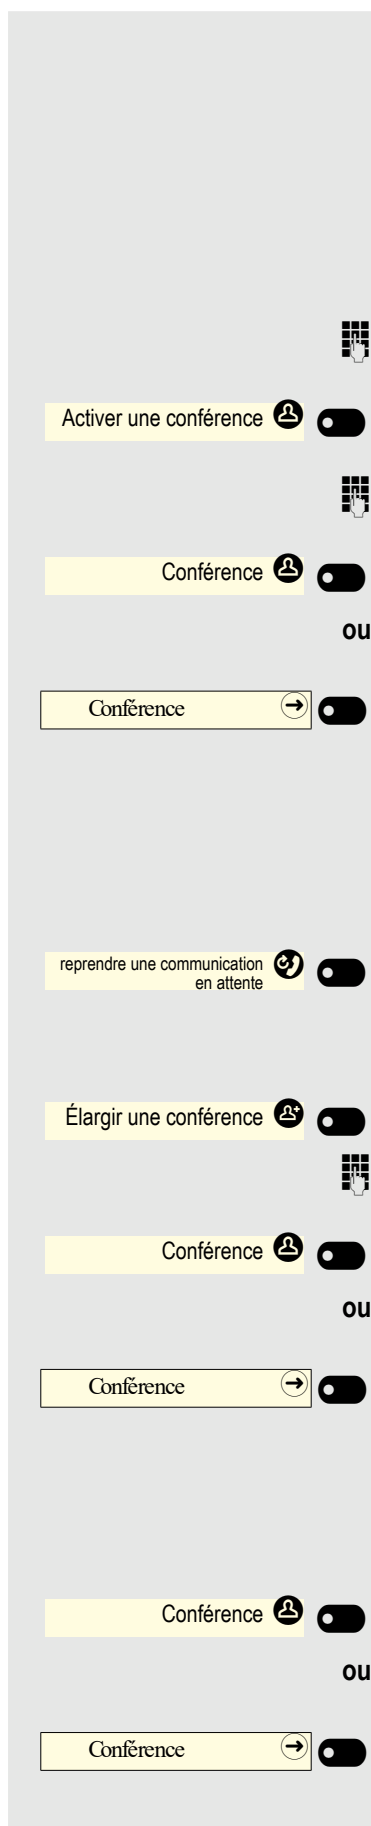 Activer une conférence
Conférence
ou
Conférence
reprendre une communication
en attente
Élargir une conférence
Conférence
ou
Conférence
Conférence
ou
Conférence